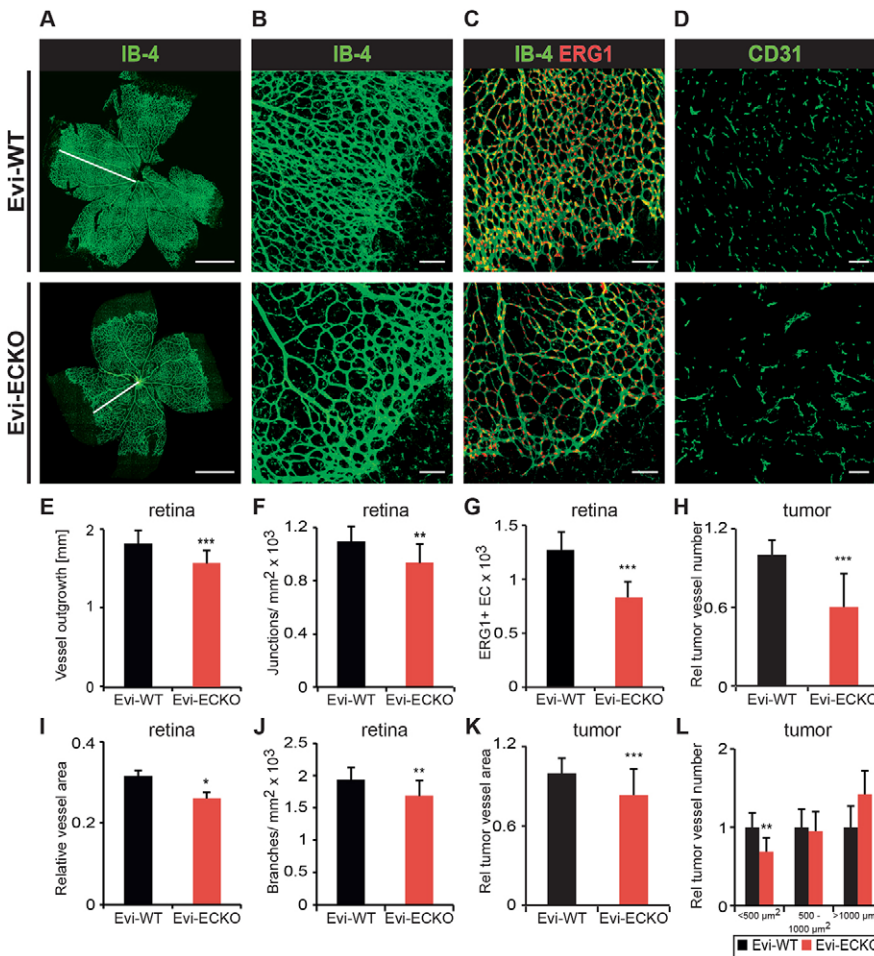 A
B
C
D
IB-4
IB-4
IB-4 ERG1
CD31
Evi-WT
Evi-ECKO
E
retina
Vessel outgrowth [mm]
2
1
0
***
Evi-WT Evi-ECKO
F
retina
Junctions/ mm² x 10³
1.2
0.8
0.4
0
**
Evi-WT Evi-ECKO
G
retina
ERG1+ EC x 10³
1.5
1
0.5
0
***
Evi-WT Evi-ECKO
H
tumor
Rel tumor vessel number
1.2
0.6
0
***
Evi-WT Evi-ECKO
I
retina
Relative vessel area
0.4
0.2
0
*
Evi-WT Evi-ECKO
J
retina
Branches/ mm² x 10³
2.5
2
1.5
1
0.5
0
**
Evi-WT Evi-ECKO
K
tumor
Rel tumor vessel area
1.2
0.6
0
***
Evi-WT Evi-ECKO
L
tumor
Rel tumor vessel number
2
1
0
**
<500 µm² 500 - 1000 µm² >1000 µm
Evi-WT Evi-ECKO